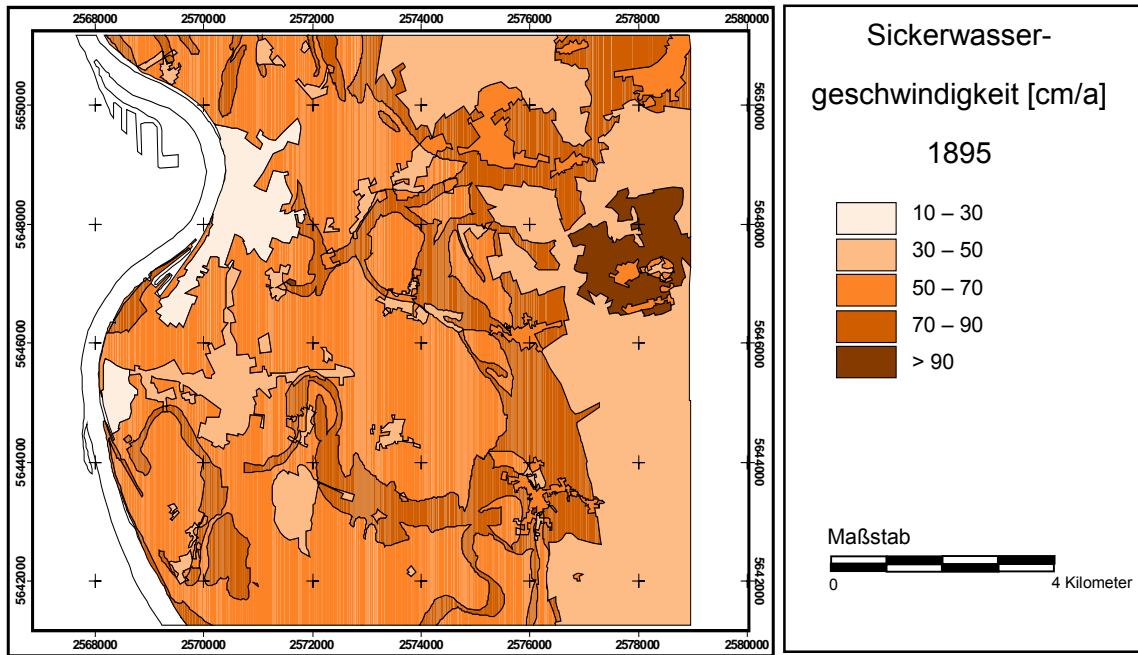 2568000 2570000 2572000 2574000 2576000 2578000 2580000
5650000 5650000
5648000 5648000
5646000 5646000
5644000 5644000
5642000 5642000
2568000 2570000 2572000 2574000 2576000 2578000 2580000
Sickerwasser-
geschwindigkeit [cm/a]
1895
10 – 30
30 – 50
50 – 70
70 – 90
> 90
Maßstab
0 4 Kilometer